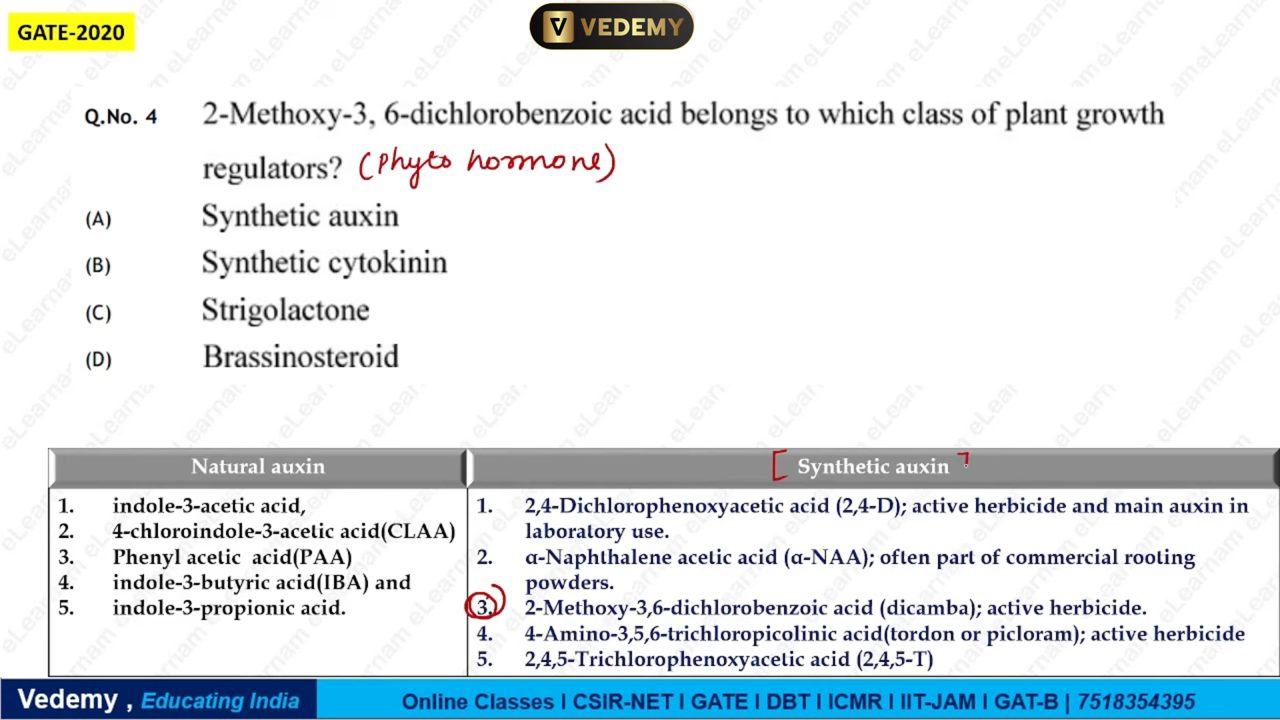 GATE-2020
VEDEMY
Q.No. 4 2-Methoxy-3, 6-dichlorobenzoic acid belongs to which class of plant growth
regulators? (Phyto hormone)
(A) Synthetic auxin
(B) Synthetic cytokinin
(C) Strigolactone
(D) Brassinosteroid
Natural auxin
1. indole-3-acetic acid,
2. 4-chloroindole-3-acetic acid(CLAA)
3. Phenyl acetic acid(PAA)
4. indole-3-butyric acid(IBA) and
5. indole-3-propionic acid.
[Synthetic auxin]
1. 2,4-Dichlorophenoxyacetic acid (2,4-D); active herbicide and main auxin in
laboratory use.
2. α-Naphthalene acetic acid (α-NAA); often part of commercial rooting
powders.
3. 2-Methoxy-3,6-dichlorobenzoic acid (dicamba); active herbicide.
4. 4-Amino-3,5,6-trichloropicolinic acid(tordon or picloram); active herbicide
5. 2,4,5-Trichlorophenoxyacetic acid (2,4,5-T)
Vedemy , Educating India
Online Classes I CSIR-NET I GATE I DBT I ICMR I IIT-JAM I GAT-B | 7518354395